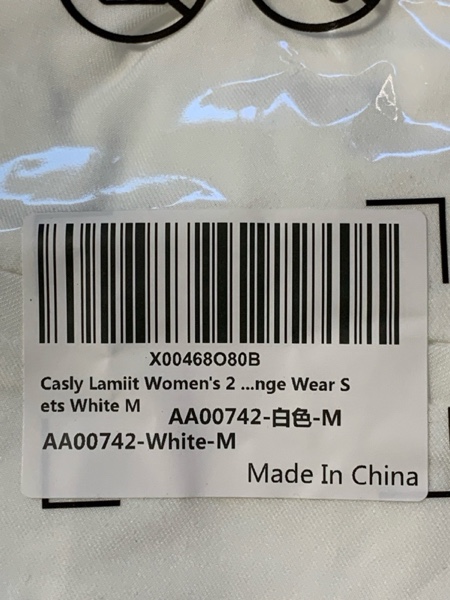 X00468O80B
Casly Lamiit Women's 2 ...nge Wear S
ets White M
AA00742-白色-M
AA00742-White-M
Made In China